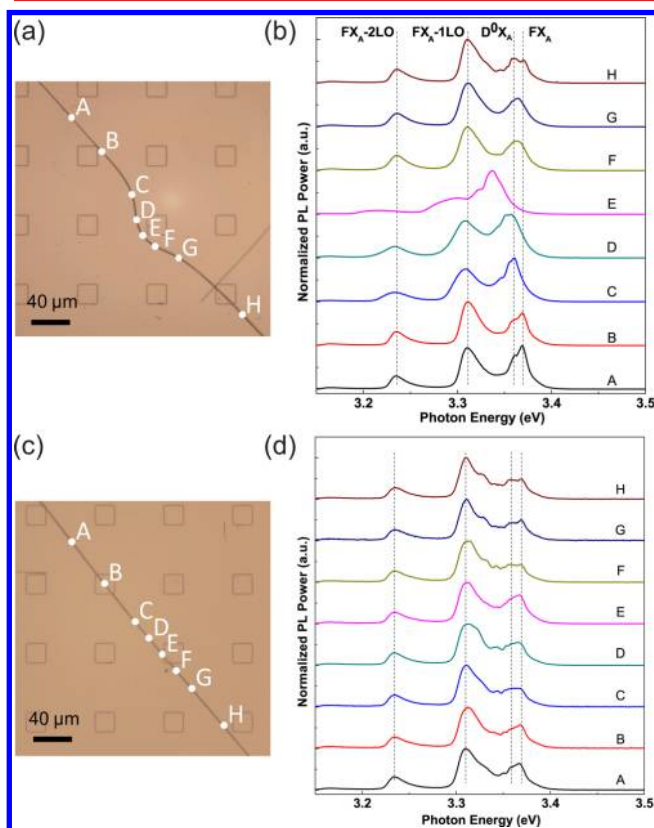 (a)
A
B
C
D
E
F
G
H
40 µm
(b)
FXA-2LO FXA-1LO D⁰XA FXA
H
G
F
E
D
C
B
A
Normalized PL Power (a.u.)
3.2 3.3 3.4 3.5
Photon Energy (eV)
(c)
A
B
C
D
E
F
G
H
40 µm
(d)
H
G
F
E
D
C
B
A
Normalized PL Power (a.u.)
3.2 3.3 3.4 3.5
Photon Energy (eV)